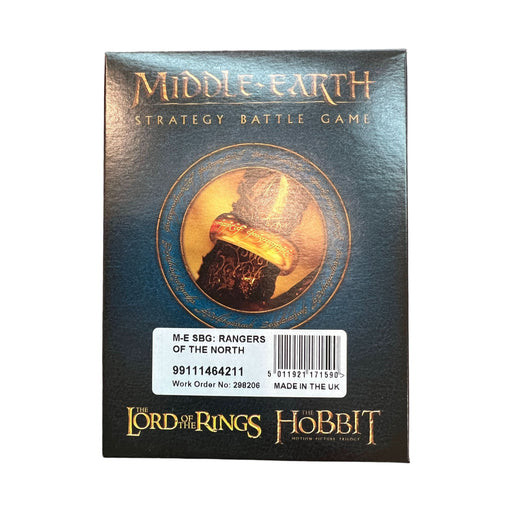 MIDDLE-EARTH
STRATEGY BATTLE GAME
M-E SBG: RANGERS
OF THE NORTH
99111464211
Work Order No: 298206
5 011921 171590>
MADE IN THE UK
THE
LORD OF THE RINGS
THE
HOBBIT
MOTION PICTURE TRILOGY